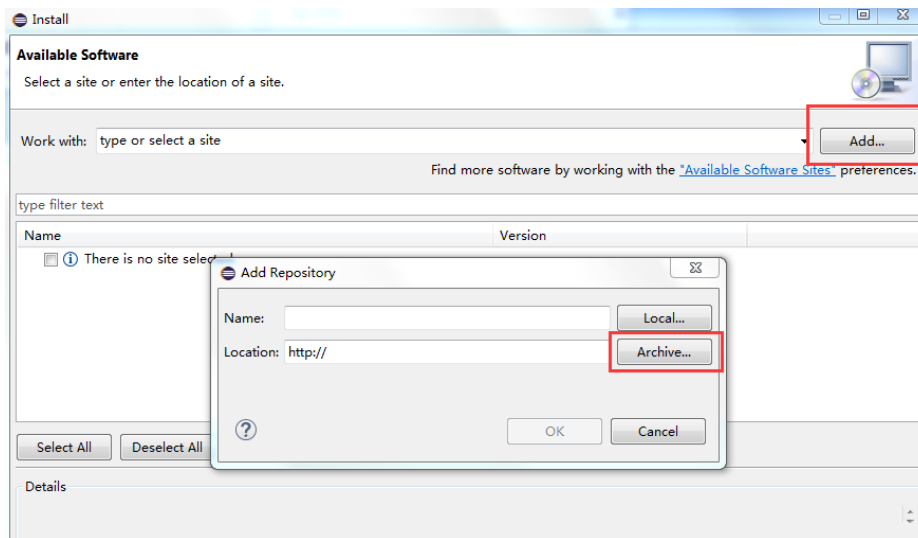 Install
Available Software
Select a site or enter the location of a site.
Work with: type or select a site Add...
Find more software by working with the "Available Software Sites" preferences.
type filter text
Name Version
There is no site
Add Repository
Name: Local...
Location: http:// Archive...
? OK Cancel
Select All Deselect All
Details